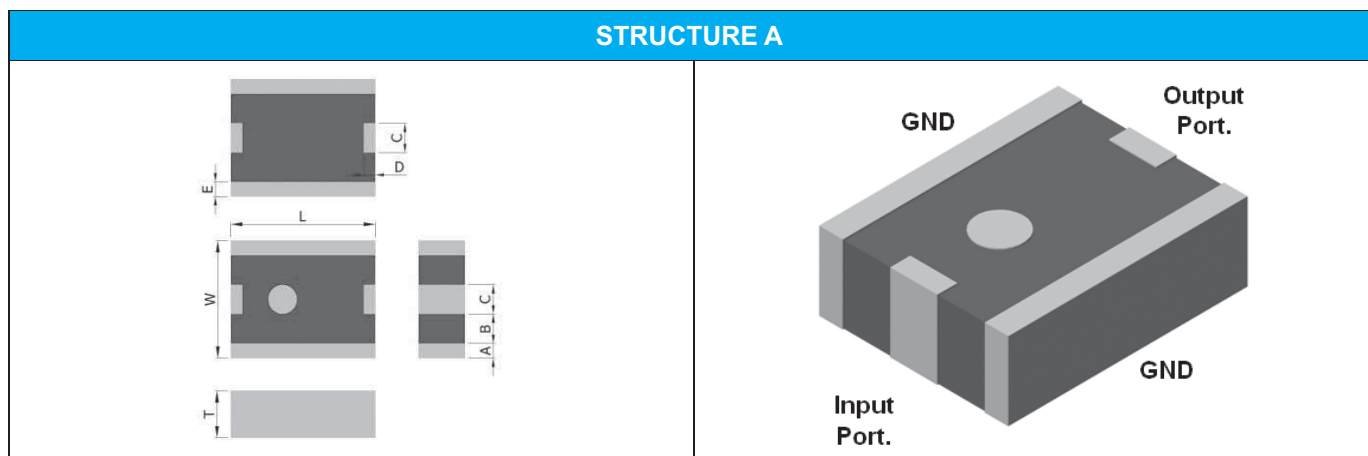 STRUCTURE A
C
D
E
L
W
C
B
A
T
GND
Output
Port.
GND
Input
Port.